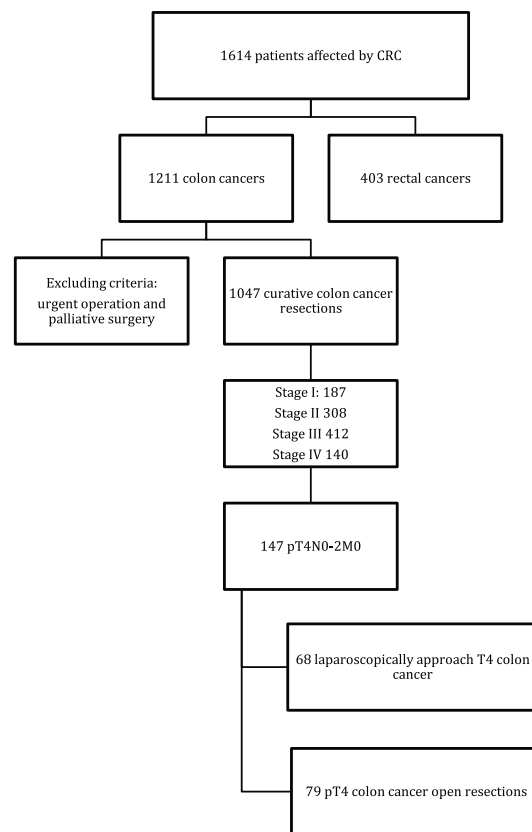 1614 patients affected by CRC
1211 colon cancers
403 rectal cancers
Excluding criteria:
urgent operation and
palliative surgery
1047 curative colon cancer
resections
Stage I: 187
Stage II 308
Stage III 412
Stage IV 140
147 pT4N0-2M0
68 laparoscopically approach T4 colon
cancer
79 pT4 colon cancer open resections